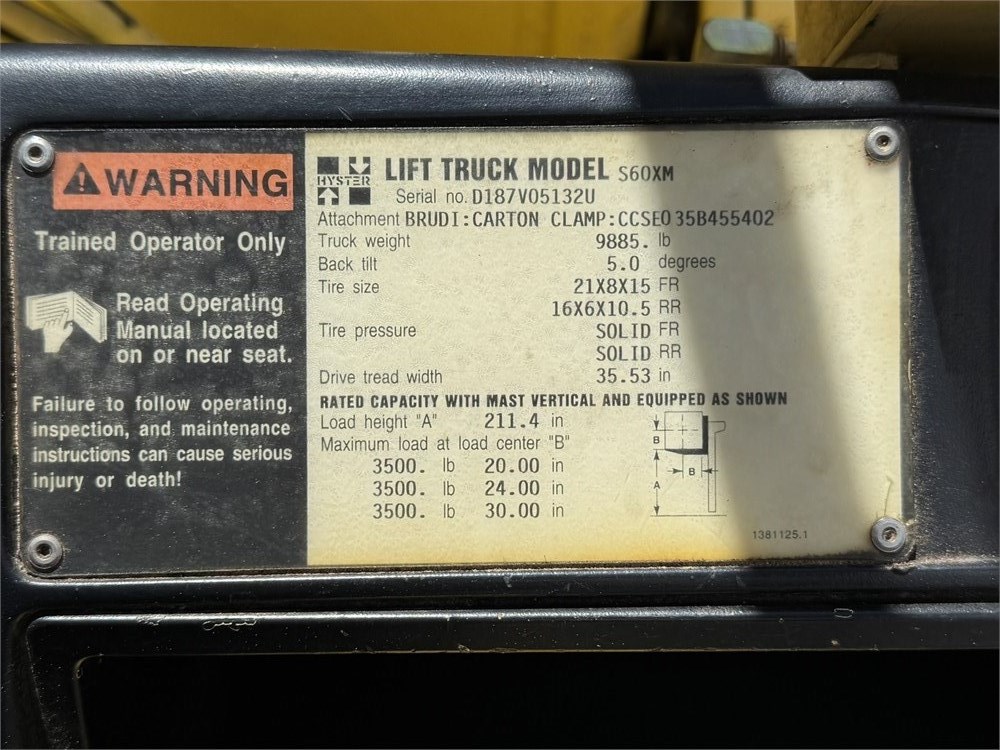 WARNING
Trained Operator Only
Read Operating
Manual located
on or near seat.
Failure to follow operating,
inspection, and maintenance
instructions can cause serious
injury or death!
HYSTER
LIFT TRUCK MODEL S60XM
Serial no. D187V05132U
Attachment BRUDI:CARTON CLAMP:CCSE035B455402
Truck weight 9885. lb
Back tilt 5.0 degrees
Tire size 21X8X15 FR
16X6X10.5 RR
Tire pressure SOLID FR
SOLID RR
Drive tread width 35.53 in
RATED CAPACITY WITH MAST VERTICAL AND EQUIPPED AS SHOWN
Load height "A" 211.4 in
Maximum load at load center "B"
3500. lb 20.00 in
3500. lb 24.00 in
3500. lb 30.00 in
B
B
A
1381125.1